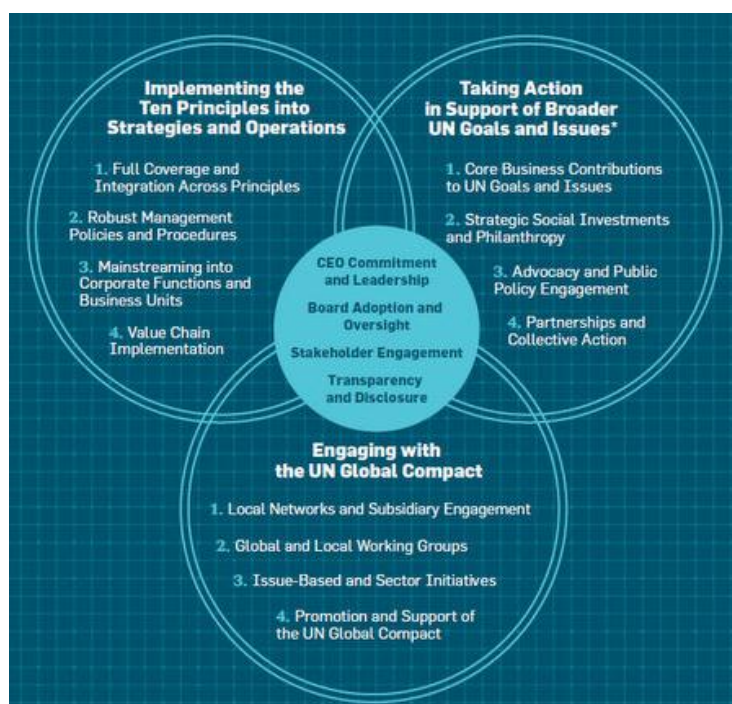 Implementing the
Ten Principles into
Strategies and Operations
1. Full Coverage and
Integration Across Principles
2. Robust Management
Policies and Procedures
3. Mainstreaming into
Corporate Functions and
Business Units
4. Value Chain
Implementation
Taking Action
in Support of Broader
UN Goals and Issues*
1. Core Business Contributions
to UN Goals and Issues
2. Strategic Social Investments
and Philanthropy
3. Advocacy and Public
Policy Engagement
4. Partnerships and
Collective Action
CEO Commitment
and Leadership
Board Adoption and
Oversight
Stakeholder Engagement
Transparency
and Disclosure
Engaging with
the UN Global Compact
1. Local Networks and Subsidiary Engagement
2. Global and Local Working Groups
3. Issue-Based and Sector Initiatives
4. Promotion and Support of
the UN Global Compact